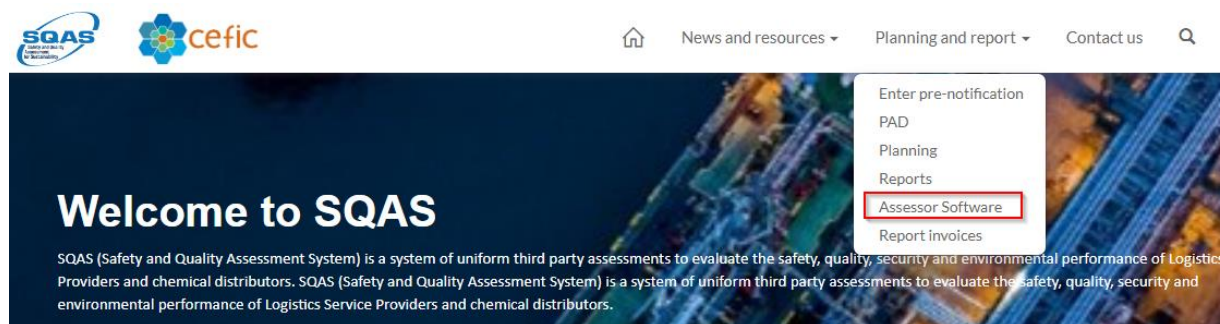 SQAS
cefic
News and resources
Planning and report
Contact us
Enter pre-notification
PAD
Planning
Reports
Assessor Software
Report invoices
Welcome to SQAS
SQAS (Safety and Quality Assessment System) is a system of uniform third party assessments to evaluate the safety, quality, security and environmental performance of Logistics
Providers and chemical distributors. SQAS (Safety and Quality Assessment System) is a system of uniform third party assessments to evaluate the safety, quality, security and
environmental performance of Logistics Service Providers and chemical distributors.